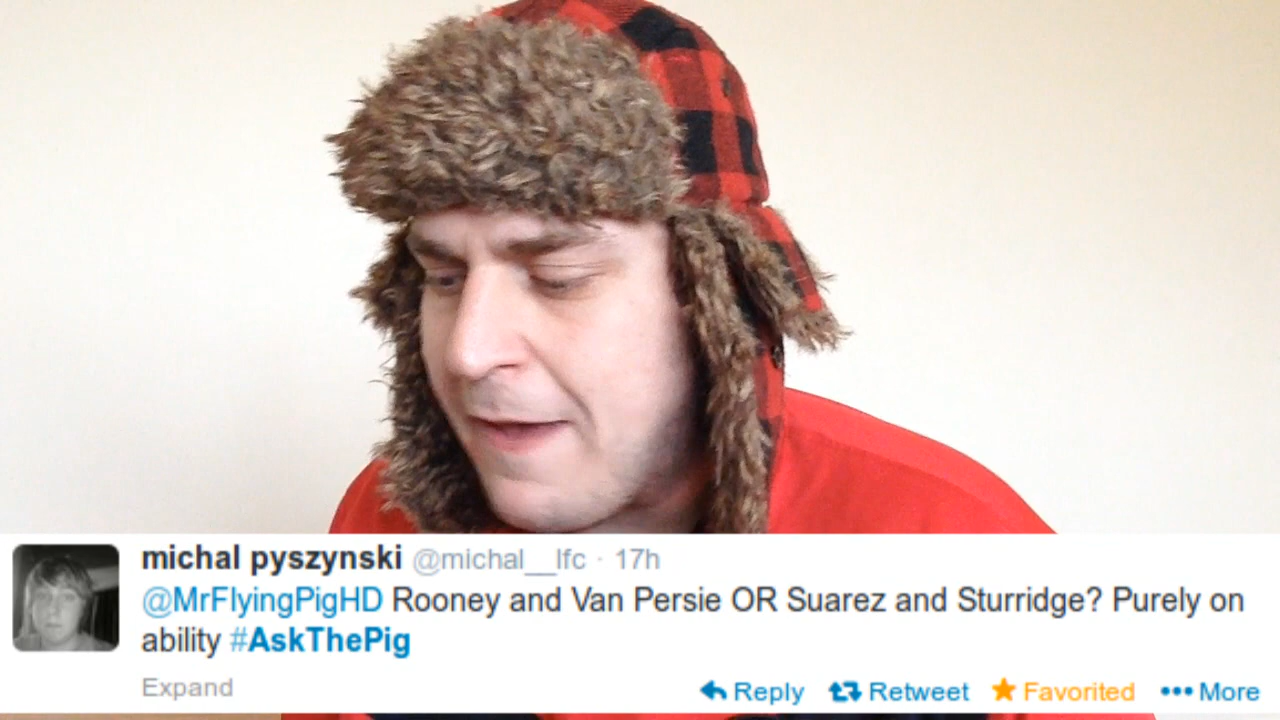 michal pyszynski @michal__lfc · 17h
@MrFlyingPigHD Rooney and Van Persie OR Suarez and Sturridge? Purely on
ability #AskThePig
Expand Reply Retweet Favorited More